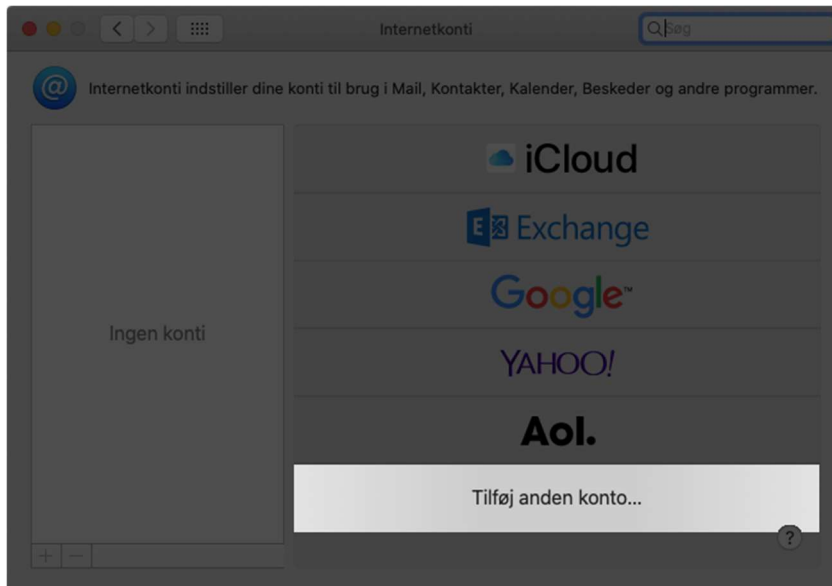 Internetkonti
Søg
Internetkonti indstiller dine konti til brug i Mail, Kontakter, Kalender, Beskeder og andre programmer.
iCloud
E Exchange
Google™
YAHOO!
Ingen konti
Aol.
Tilføj anden konto...
?